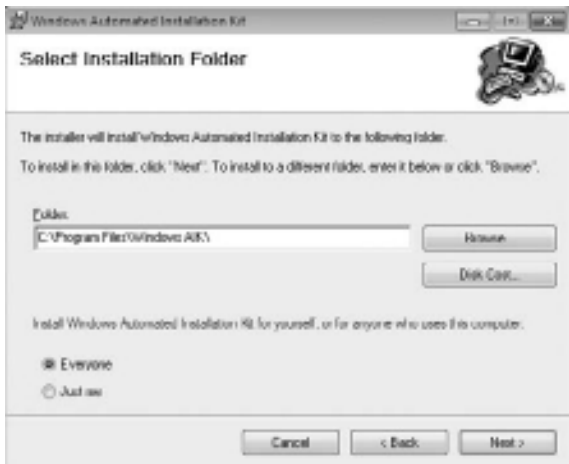 Windows Automated Installation Kit
Select Installation Folder
The installer will install Windows Automated Installation Kit to the following folder.
To install in this folder, click "Next". To install to a different folder, enter it below or click "Browse".
Folder:
C:\Program Files\Windows AIK\
Browse
Disk Cost...
Install Windows Automated Installation Kit for yourself, or for anyone who uses this computer:
Everyone
Just me
Cancel
< Back
Next >